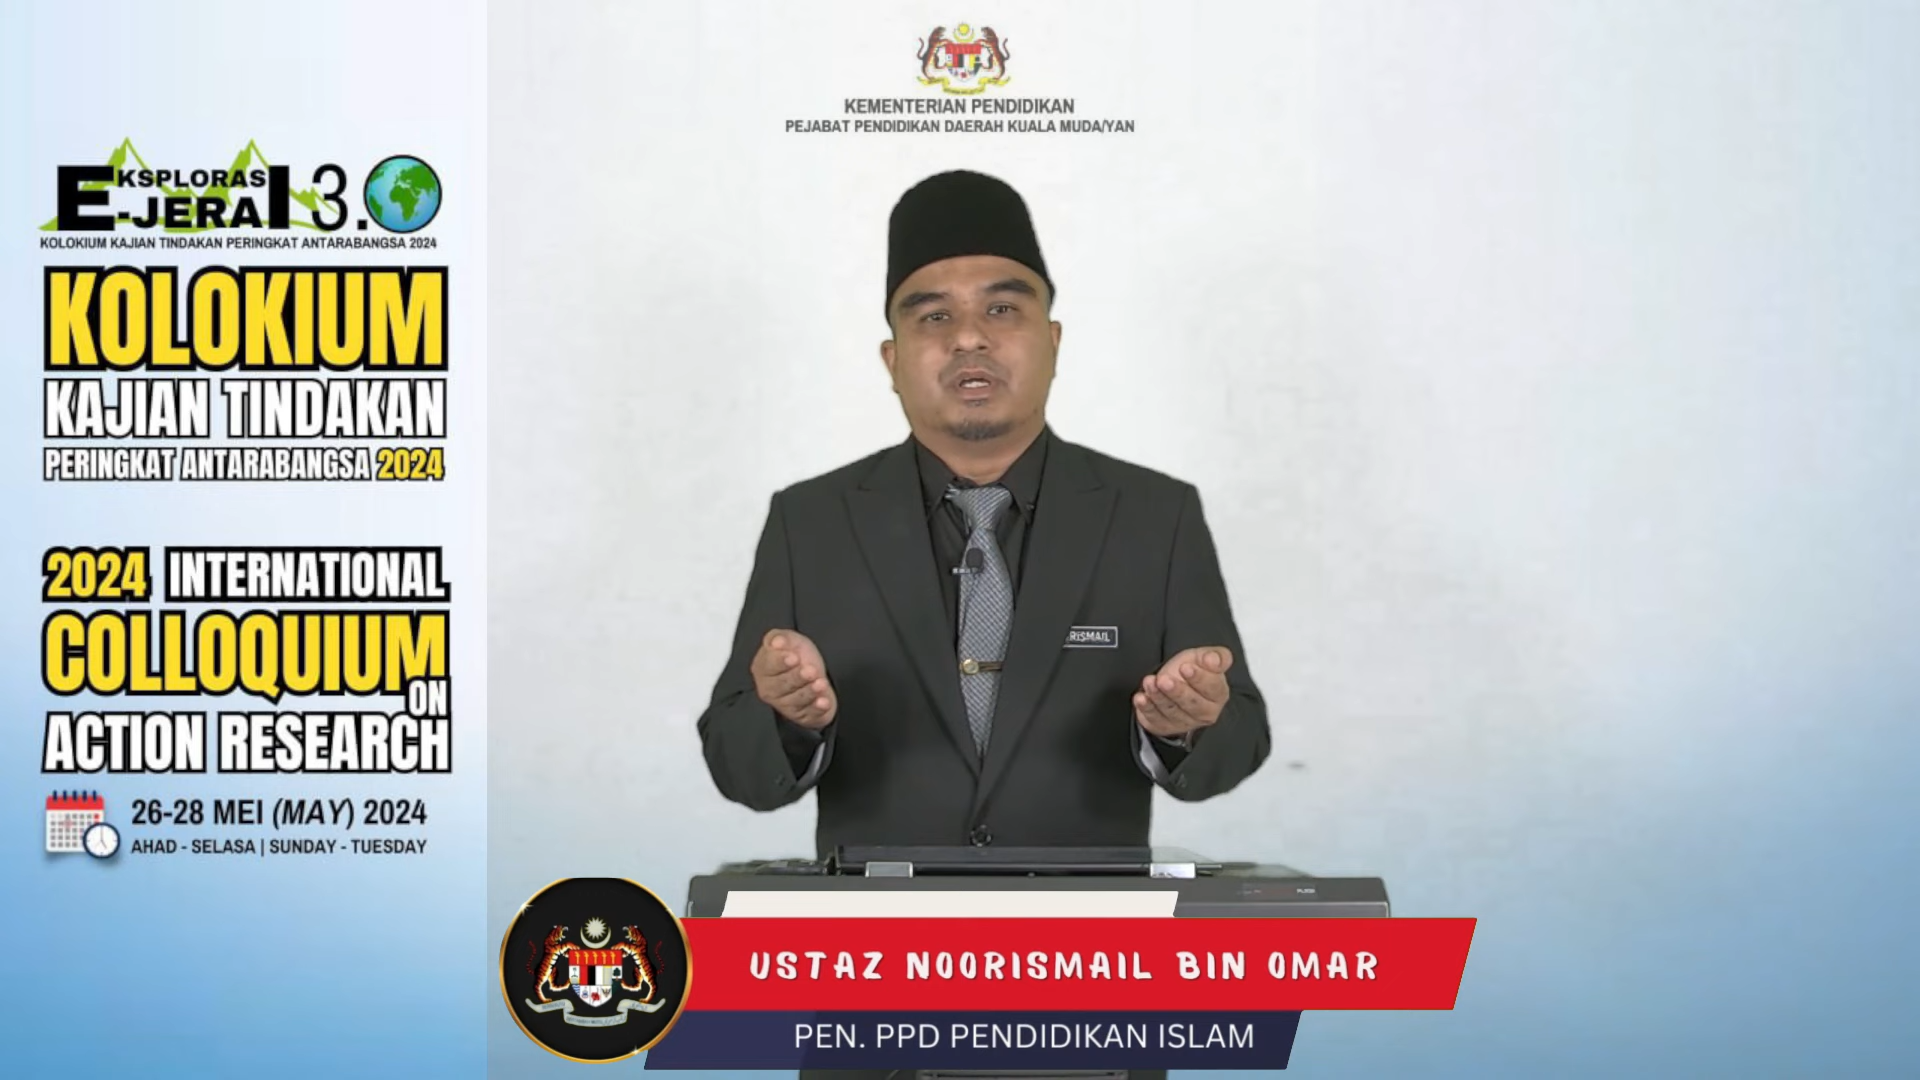 EKSPLORASI
E-JERAI 3.0
KOLOKIUM KAJIAN TINDAKAN PERINGKAT ANTARABANGSA 2024
KOLOKIUM
KAJIAN TINDAKAN
PERINGKAT ANTARABANGSA 2024
2024 INTERNATIONAL
COLLOQUIUM
ON
ACTION RESEARCH
26-28 MEI (MAY) 2024
AHAD - SELASA | SUNDAY - TUESDAY
KEMENTERIAN PENDIDIKAN
PEJABAT PENDIDIKAN DAERAH KUALA MUDA/YAN
RISMAIL
USTAZ NOORISMAIL BIN OMAR
PEN. PPD PENDIDIKAN ISLAM